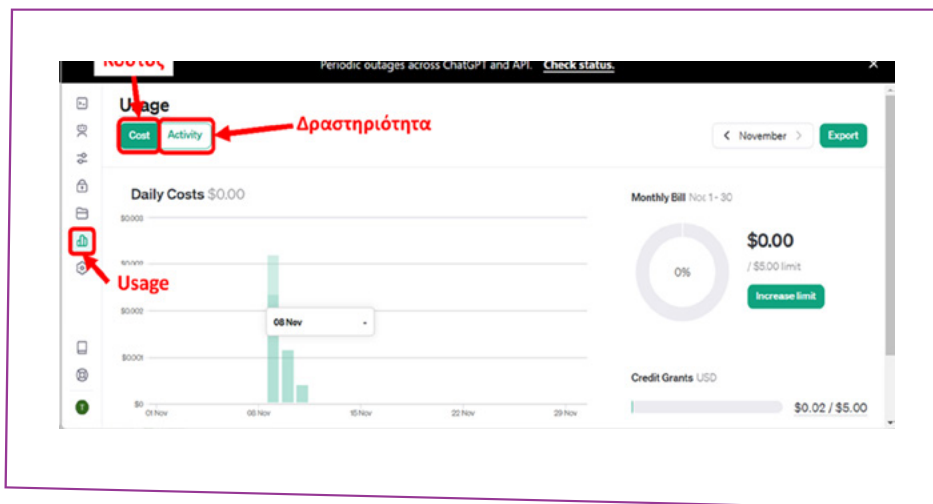 Κόστος
Periodic outages across ChatGPT and API. Check status.
Usage
Cost Activity
Δραστηριότητα
November
Export
Daily Costs $0.00
$0.003
$0.002
$0.002
$0.001
$0
01 Nov 08 Nov 15 Nov 22 Nov 29 Nov
08 Nov -
Usage
Monthly Bill Nov 1 - 30
0%
$0.00
/ $5.00 limit
Increase limit
Credit Grants USD
$0.02 / $5.00
T